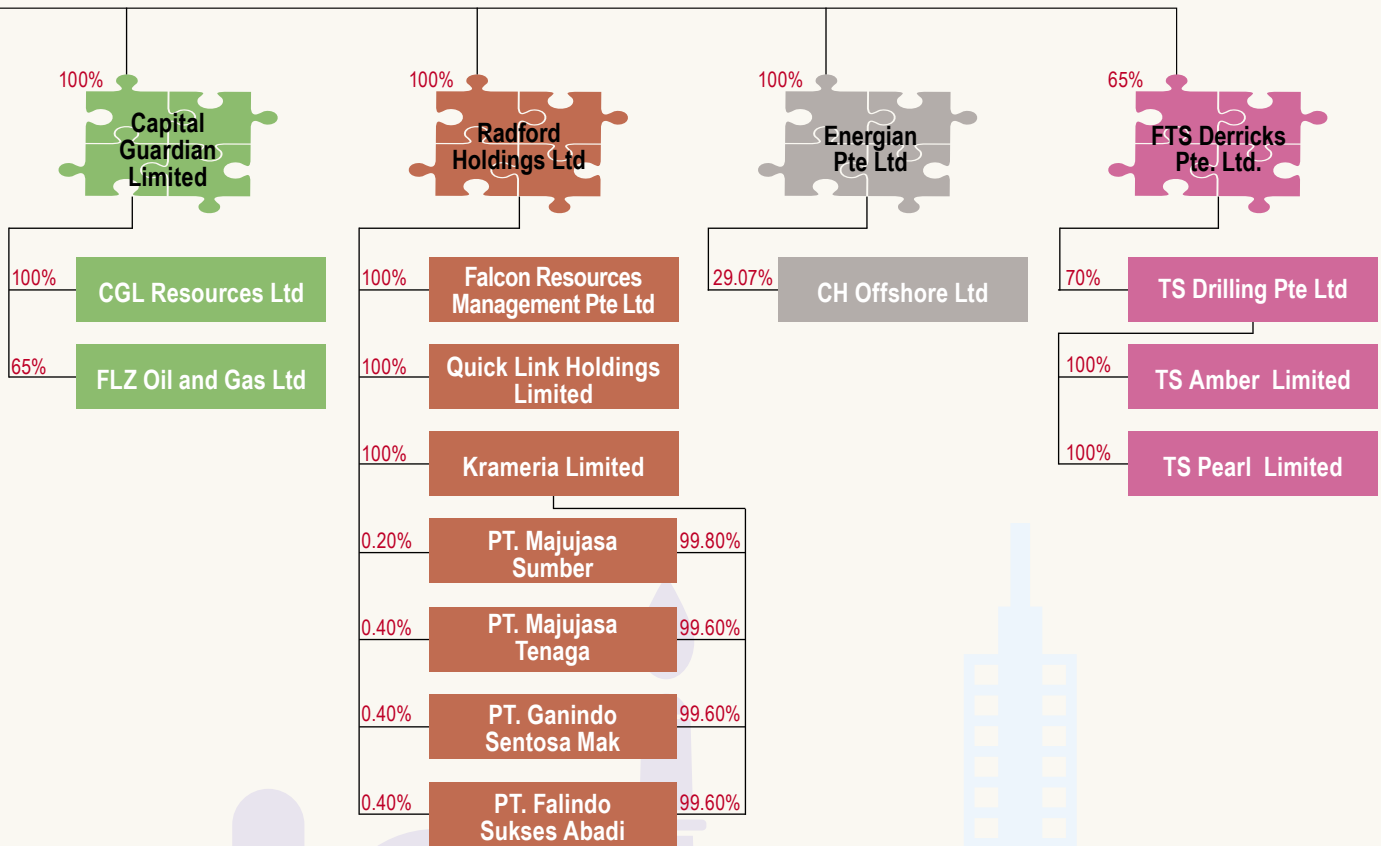 100%
Capital
Guardian
Limited
100%
CGL Resources Ltd
65%
FLZ Oil and Gas Ltd
100%
Radford
Holdings Ltd
100%
Falcon Resources
Management Pte Ltd
100%
Quick Link Holdings
Limited
100%
Krameria Limited
0.20%
PT. Majujasa
Sumber
99.80%
0.40%
PT. Majujasa
Tenaga
99.60%
0.40%
PT. Ganindo
Sentosa Mak
99.60%
0.40%
PT. Falindo
Sukses Abadi
99.60%
100%
Energian
Pte Ltd
29.07%
CH Offshore Ltd
65%
FTS Derricks
Pte. Ltd.
70%
TS Drilling Pte Ltd
100%
TS Amber Limited
100%
TS Pearl Limited